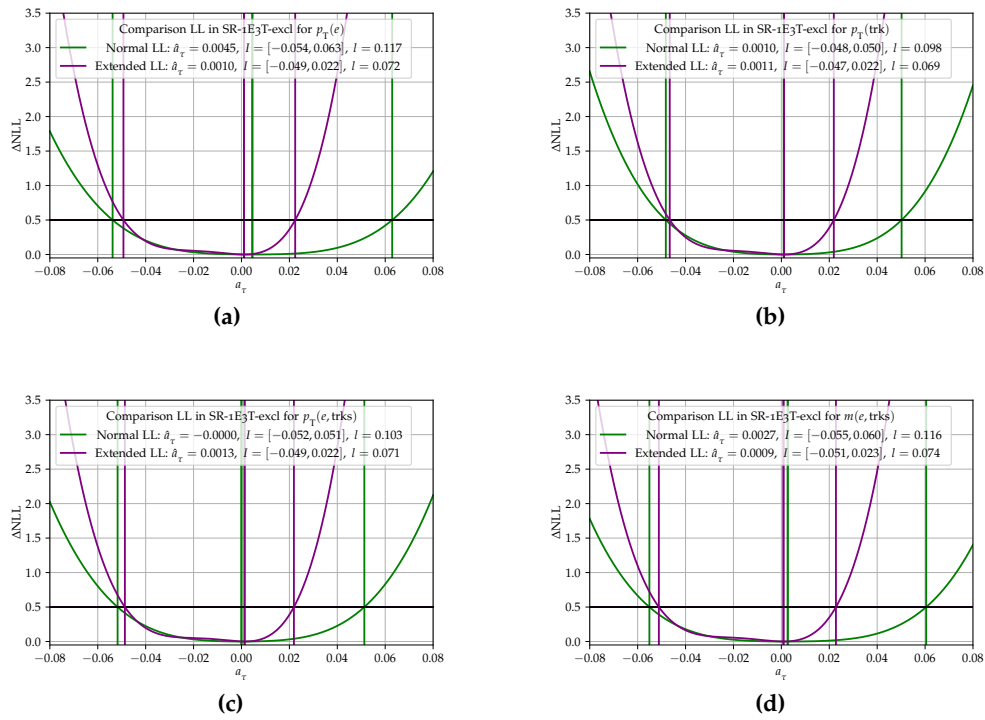 Comparison LL in SR-1E3T-excl for p_T(e)
Normal LL: â_τ = 0.0045, I = [−0.054, 0.063], l = 0.117
Extended LL: â_τ = 0.0010, I = [−0.049, 0.022], l = 0.072
3.5
3.0
2.5
2.0
1.5
1.0
0.5
0.0
ΔNLL
−0.08 −0.06 −0.04 −0.02 0.00 0.02 0.04 0.06 0.08
a_τ
(a)
Comparison LL in SR-1E3T-excl for p_T(trk)
Normal LL: â_τ = 0.0010, I = [−0.048, 0.050], l = 0.098
Extended LL: â_τ = 0.0011, I = [−0.047, 0.022], l = 0.069
3.5
3.0
2.5
2.0
1.5
1.0
0.5
0.0
ΔNLL
−0.08 −0.06 −0.04 −0.02 0.00 0.02 0.04 0.06 0.08
a_τ
(b)
Comparison LL in SR-1E3T-excl for p_T(e, trks)
Normal LL: â_τ = −0.0000, I = [−0.052, 0.051], l = 0.103
Extended LL: â_τ = 0.0013, I = [−0.049, 0.022], l = 0.071
3.5
3.0
2.5
2.0
1.5
1.0
0.5
0.0
ΔNLL
−0.08 −0.06 −0.04 −0.02 0.00 0.02 0.04 0.06 0.08
a_τ
(c)
Comparison LL in SR-1E3T-excl for m(e, trks)
Normal LL: â_τ = 0.0027, I = [−0.055, 0.060], l = 0.116
Extended LL: â_τ = 0.0009, I = [−0.051, 0.023], l = 0.074
3.5
3.0
2.5
2.0
1.5
1.0
0.5
0.0
ΔNLL
−0.08 −0.06 −0.04 −0.02 0.00 0.02 0.04 0.06 0.08
a_τ
(d)